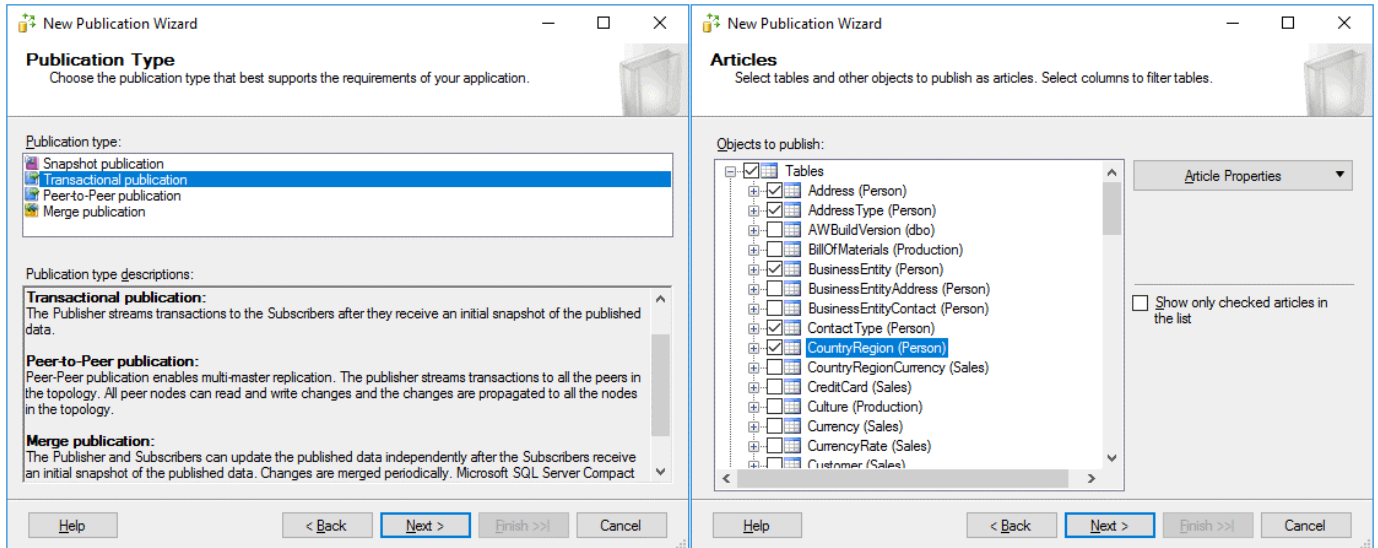 New Publication Wizard
Publication Type
Choose the publication type that best supports the requirements of your application.
Publication type:
Snapshot publication
Transactional publication
Peer-to-Peer publication
Merge publication
Publication type descriptions:
Transactional publication:
The Publisher streams transactions to the Subscribers after they receive an initial snapshot of the published
data.
Peer-to-Peer publication:
Peer-Peer publication enables multi-master replication. The publisher streams transactions to all the peers in
the topology. All peer nodes can read and write changes and the changes are propagated to all the nodes
in the topology.
Merge publication:
The Publisher and Subscribers can update the published data independently after the Subscribers receive
an initial snapshot of the published data. Changes are merged periodically. Microsoft SQL Server Compact
Help
< Back
Next >
Finish >>|
Cancel
New Publication Wizard
Articles
Select tables and other objects to publish as articles. Select columns to filter tables.
Objects to publish:
Tables
Address (Person)
AddressType (Person)
AWBuildVersion (dbo)
BillOfMaterials (Production)
BusinessEntity (Person)
BusinessEntityAddress (Person)
BusinessEntityContact (Person)
ContactType (Person)
CountryRegion (Person)
CountryRegionCurrency (Sales)
CreditCard (Sales)
Culture (Production)
Currency (Sales)
CurrencyRate (Sales)
Customer (Sales)
Article Properties
Show only checked articles in
the list
Help
< Back
Next >
Finish >>|
Cancel